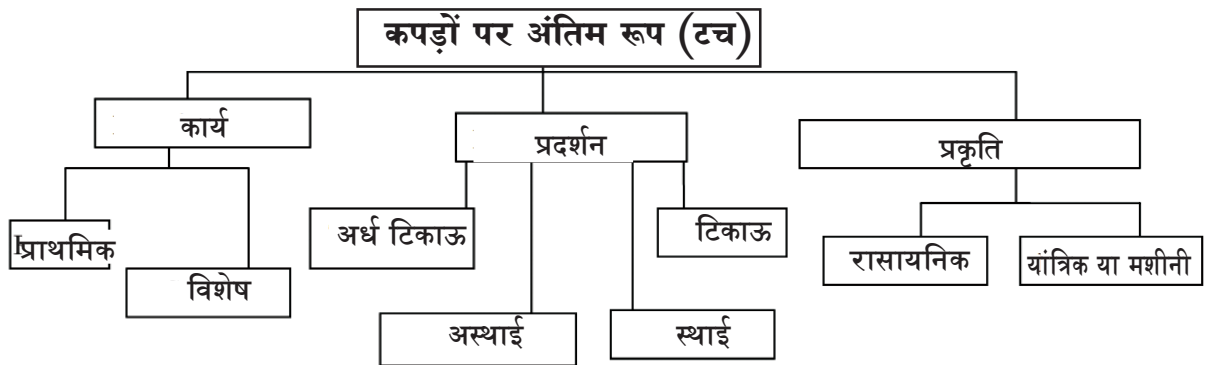 कपड़ों पर अंतिम रूप (टच)
कार्य
प्रदर्शन
प्रकृति
प्राथमिक
विशेष
अर्ध टिकाऊ
टिकाऊ
अस्थाई
स्थाई
रासायनिक
यांत्रिक या मशीनी